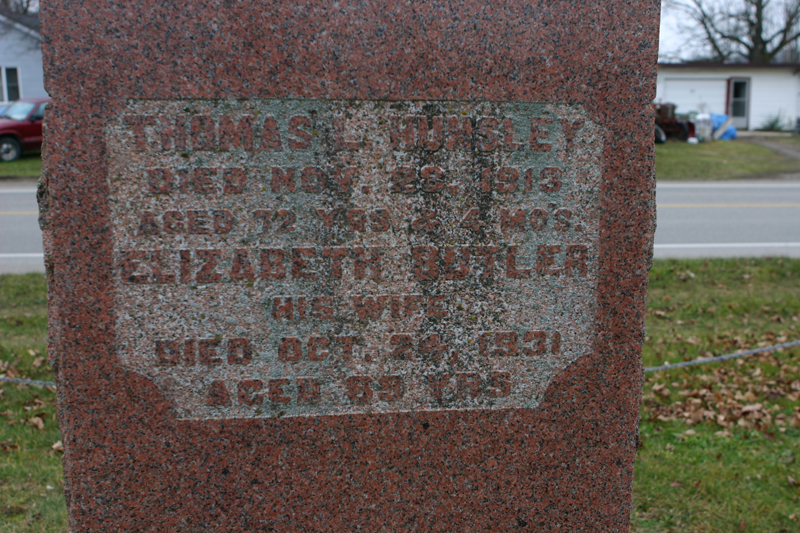 THOMAS L. HUNSLEY
DIED NOV. 29, 1913
AGED 72 YRS & 4 MO'S.
ELIZABETH BUTLER
HIS WIFE
DIED OCT. 24, 1931
AGED 89 YRS